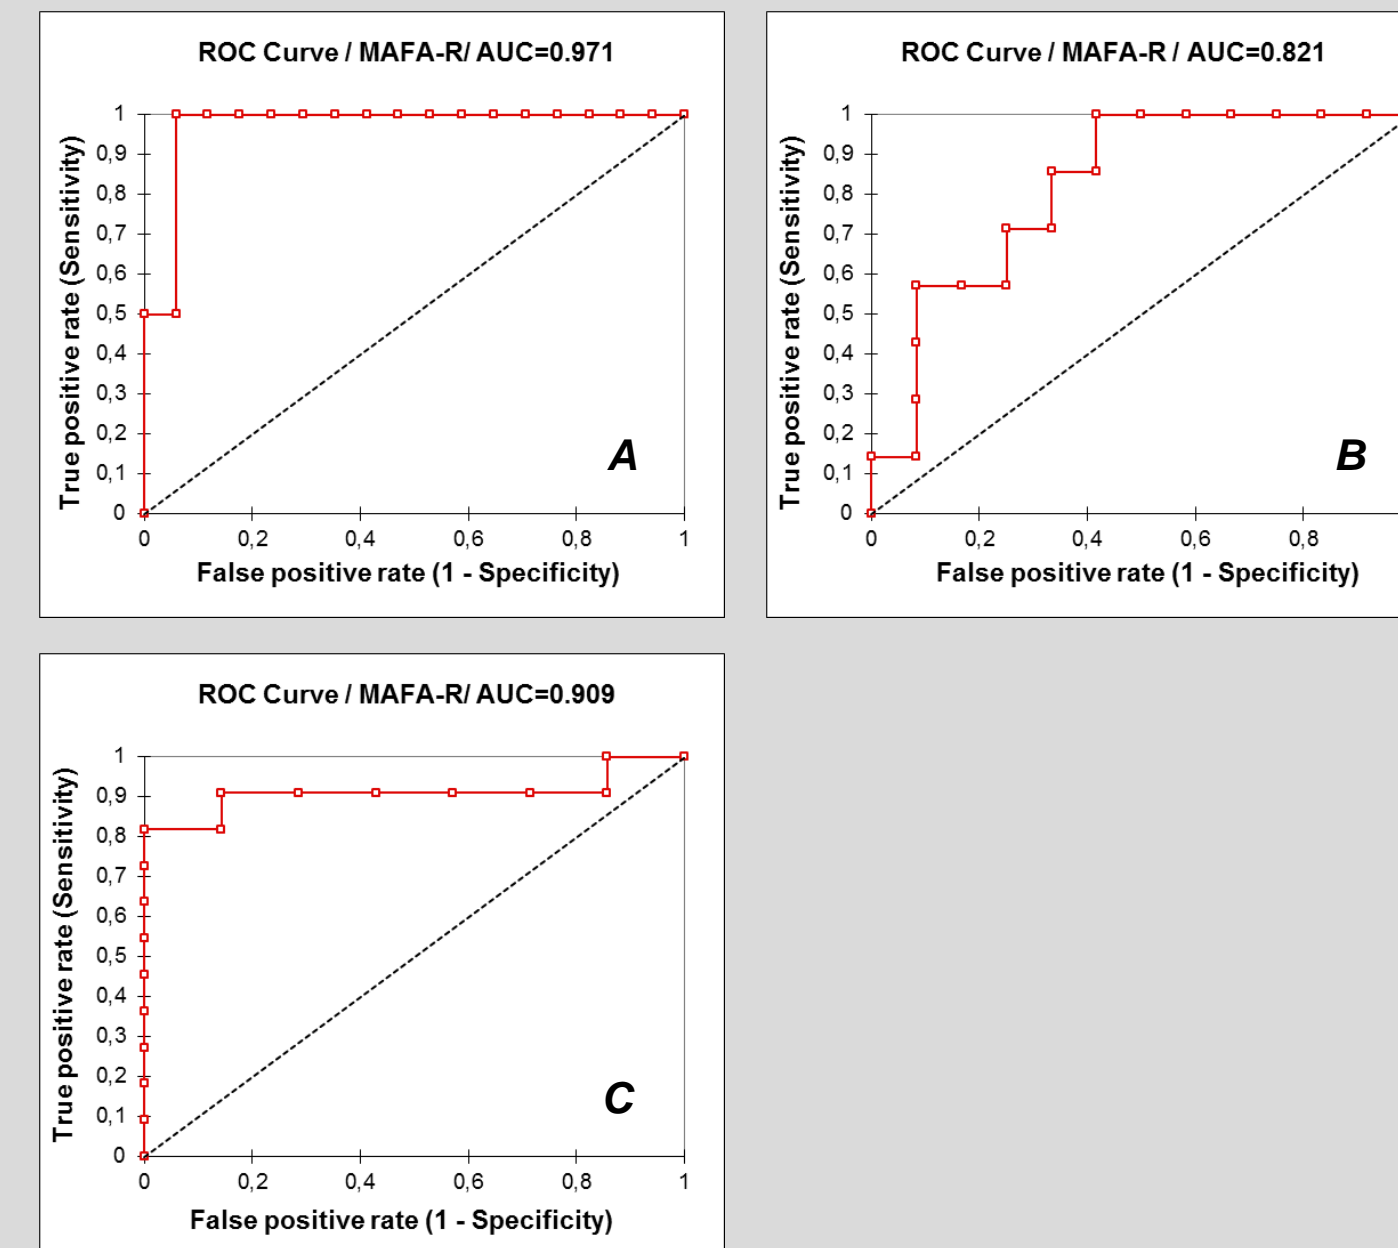 ROC Curve / MAFA-R/ AUC=0.971
True positive rate (Sensitivity)
1
0,9
0,8
0,7
0,6
0,5
0,4
0,3
0,2
0,1
0
A
0 0,2 0,4 0,6 0,8 1
False positive rate (1 - Specificity)
ROC Curve / MAFA-R / AUC=0.821
True positive rate (Sensitivity)
1
0,9
0,8
0,7
0,6
0,5
0,4
0,3
0,2
0,1
0
B
0 0,2 0,4 0,6 0,8
False positive rate (1 - Specificity)
ROC Curve / MAFA-R/ AUC=0.909
True positive rate (Sensitivity)
1
0,9
0,8
0,7
0,6
0,5
0,4
0,3
0,2
0,1
0
C
0 0,2 0,4 0,6 0,8 1
False positive rate (1 - Specificity)